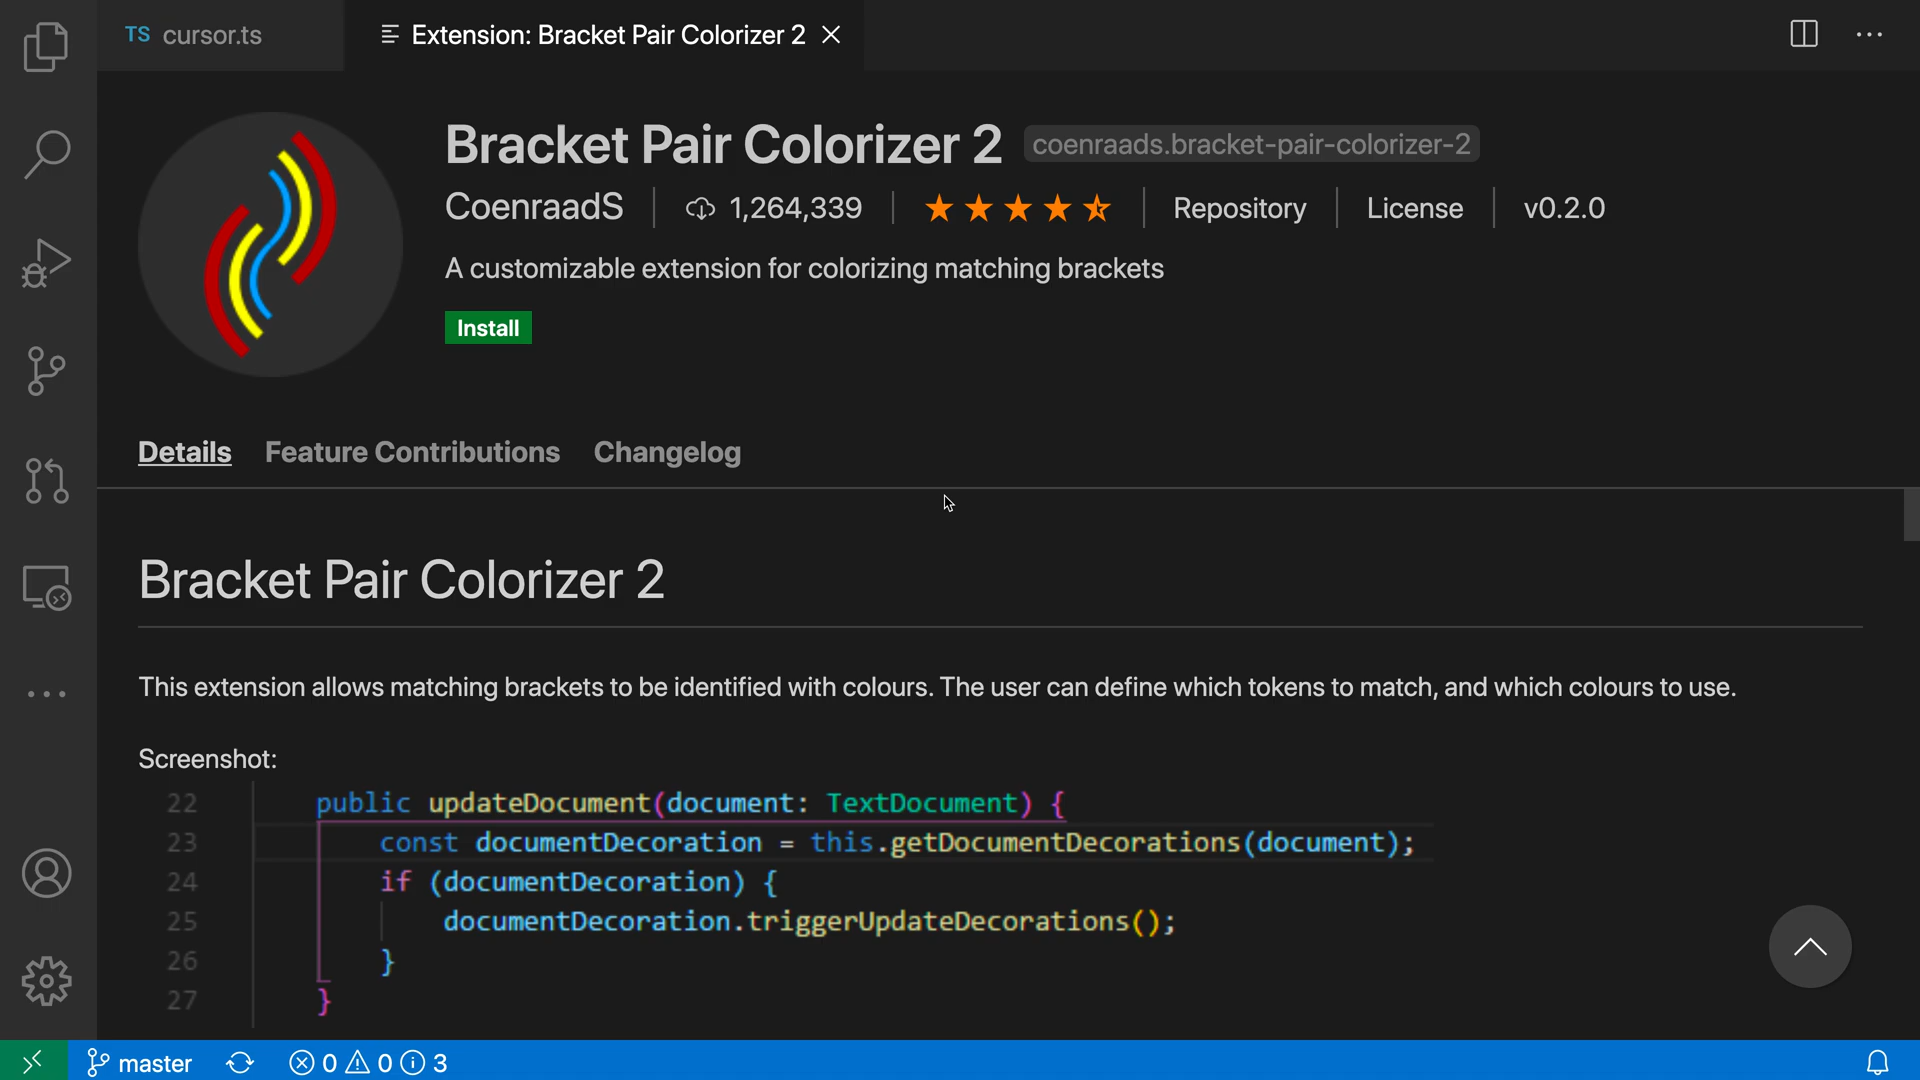 TS cursor.ts
Extension: Bracket Pair Colorizer 2
Bracket Pair Colorizer 2 coenraads.bracket-pair-colorizer-2
CoenraadS 1,264,339 Repository License v0.2.0
A customizable extension for colorizing matching brackets
Install
Details Feature Contributions Changelog
Bracket Pair Colorizer 2
This extension allows matching brackets to be identified with colours. The user can define which tokens to match, and which colours to use.
Screenshot:
22 public updateDocument(document: TextDocument) {
23 const documentDecoration = this.getDocumentDecorations(document);
24 if (documentDecoration) {
25 documentDecoration.triggerUpdateDecorations();
26 }
27 }
master 0 0 3